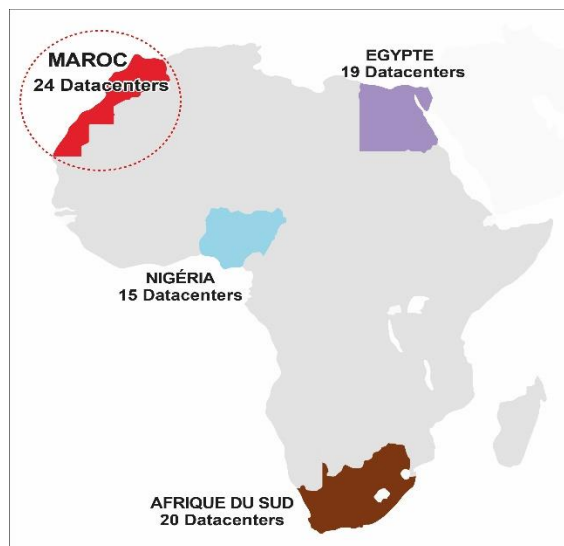 MAROC
24 Datacenters
EGYPTE
19 Datacenters
NIGÉRIA
15 Datacenters
AFRIQUE DU SUD
20 Datacenters